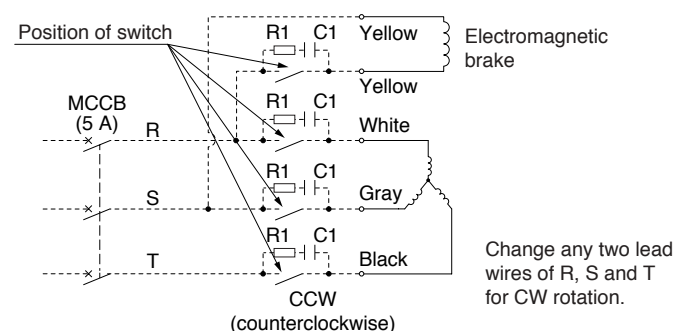 Position of switch
R1 C1
Yellow
Electromagnetic
brake
Yellow
MCCB
(5 A)
R
R1 C1
White
S
R1 C1
Gray
T
R1 C1
Black
Change any two lead
wires of R, S and T
for CW rotation.
CCW
(counterclockwise)